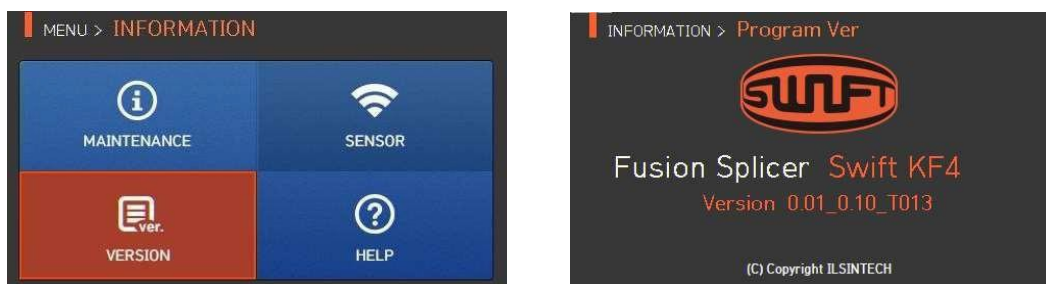 MENU > INFORMATION
MAINTENANCE
SENSOR
ver.
VERSION
HELP
INFORMATION > Program Ver
SWIFT
Fusion Splicer Swift KF4
Version 0.01_0.10_T013
(C) Copyright ILSINTECH